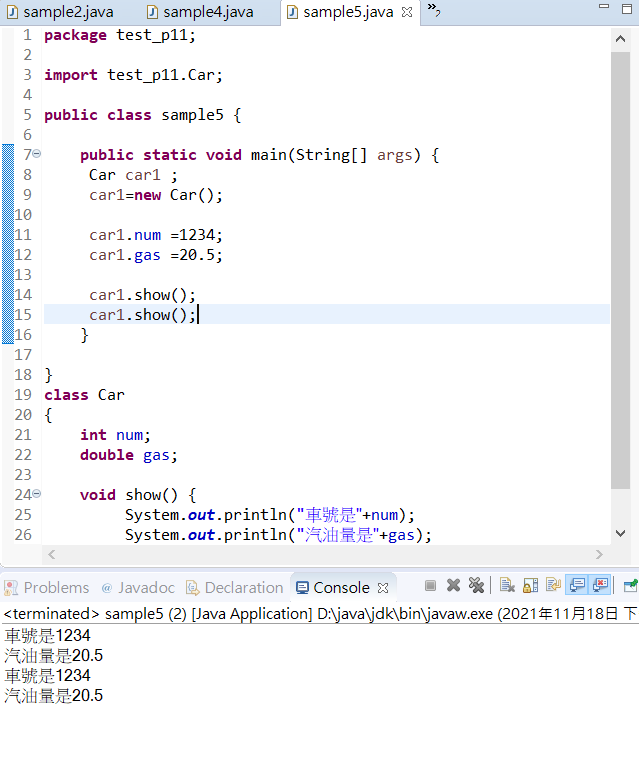 sample2.java sample4.java sample5.java »2
1 package test_p11;
2
3 import test_p11.Car;
4
5 public class sample5 {
6
7 public static void main(String[] args) {
8 Car car1 ;
9 car1=new Car();
10
11 car1.num =1234;
12 car1.gas =20.5;
13
14 car1.show();
15 car1.show();
16 }
17
18 }
19 class Car
20 {
21 int num;
22 double gas;
23
24 void show() {
25 System.out.println("車號是"+num);
26 System.out.println("汽油量是"+gas);
Problems @ Javadoc Declaration Console
<terminated> sample5 (2) [Java Application] D:\java\jdk\bin\javaw.exe (2021年11月18日 下
車號是1234
汽油量是20.5
車號是1234
汽油量是20.5